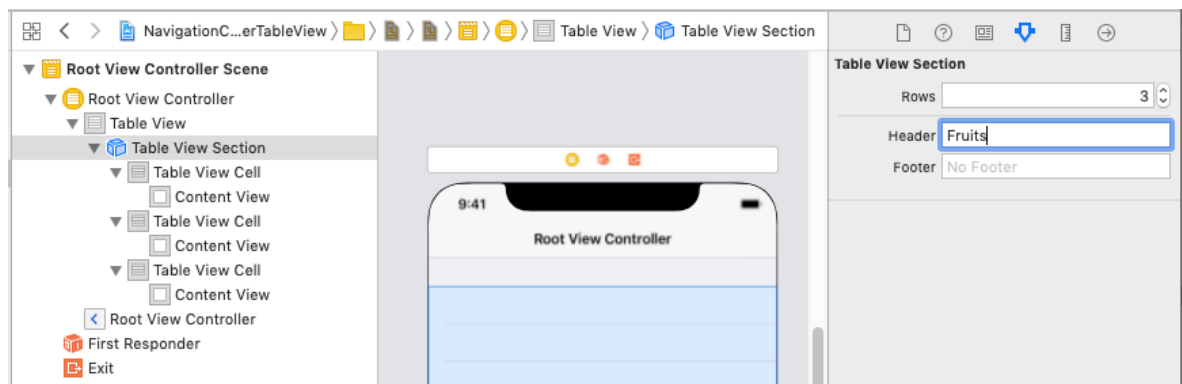 NavigationC...erTableView
Table View
Table View Section
Root View Controller Scene
Root View Controller
Table View
Table View Section
Table View Cell
Content View
Table View Cell
Content View
Table View Cell
Content View
Root View Controller
First Responder
Exit
9:41
Root View Controller
Table View Section
Rows 3
Header Fruits
Footer No Footer